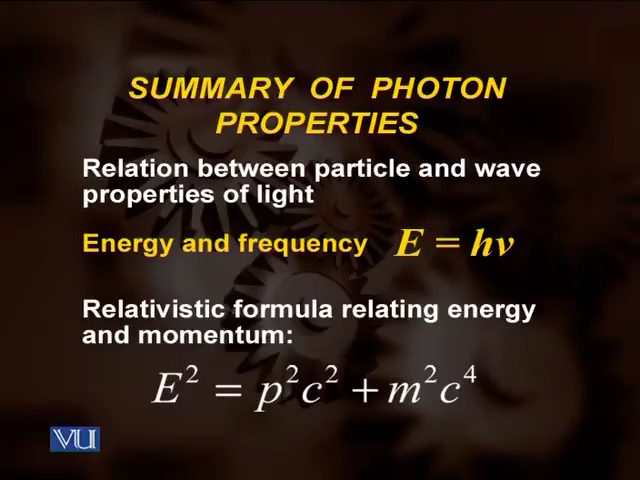 SUMMARY OF PHOTON
PROPERTIES
Relation between particle and wave
properties of light
Energy and frequency E = hν
Relativistic formula relating energy
and momentum:
E² = p²c² + m²c⁴
VU